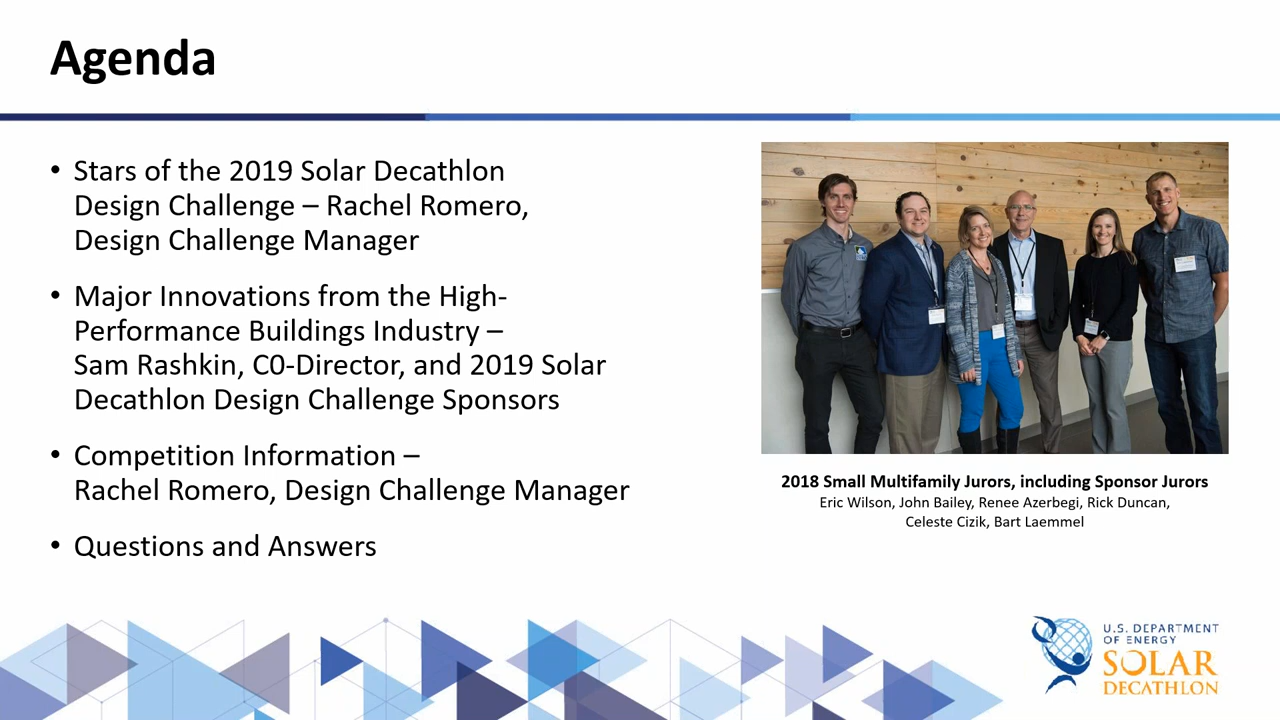 Agenda
• Stars of the 2019 Solar Decathlon
Design Challenge – Rachel Romero,
Design Challenge Manager
• Major Innovations from the High-
Performance Buildings Industry –
Sam Rashkin, C0-Director, and 2019 Solar
Decathlon Design Challenge Sponsors
• Competition Information –
Rachel Romero, Design Challenge Manager
• Questions and Answers
2018 Small Multifamily Jurors, including Sponsor Jurors
Eric Wilson, John Bailey, Renee Azerbegi, Rick Duncan,
Celeste Cizik, Bart Laemmel
U.S. DEPARTMENT
OF ENERGY
SOLAR
DECATHLON